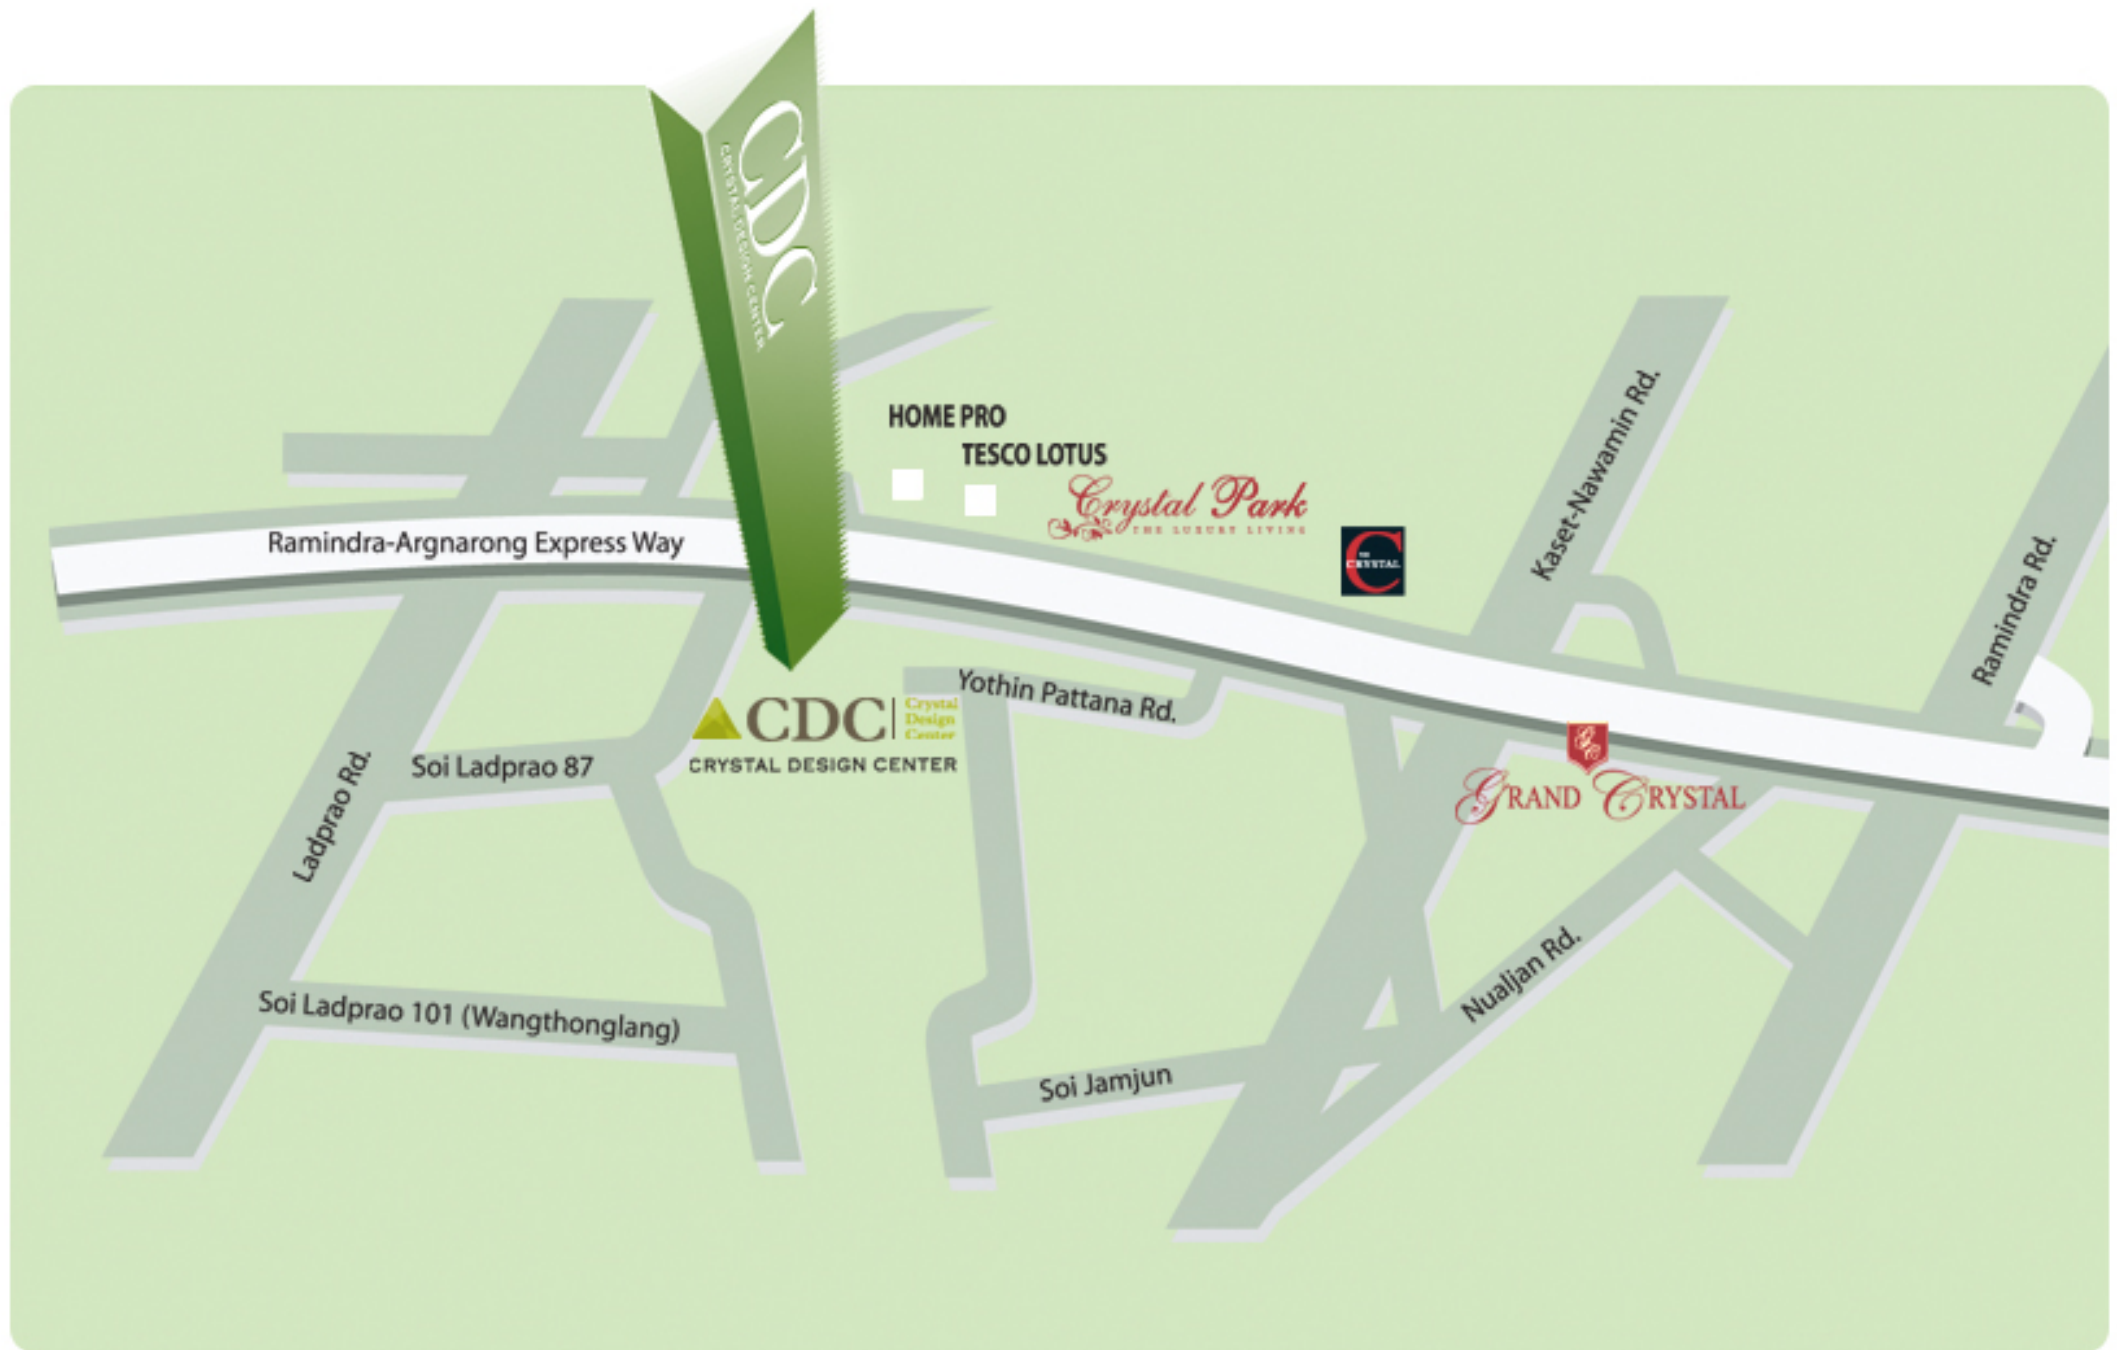 CDC
CRYSTAL DESIGN CENTER
HOME PRO
TESCO LOTUS
Crystal Park
THE LUXURY LIVING
THE
CRYSTAL
Kaset-Nawamin Rd.
Ramindra Rd.
Ramindra-Argnarong Express Way
Yothin Pattana Rd.
CDC
Crystal
Design
Center
CRYSTAL DESIGN CENTER
Soi Ladprao 87
Ladprao Rd.
GRAND CRYSTAL
Nualjan Rd.
Soi Ladprao 101 (Wangthonglang)
Soi Jamjun